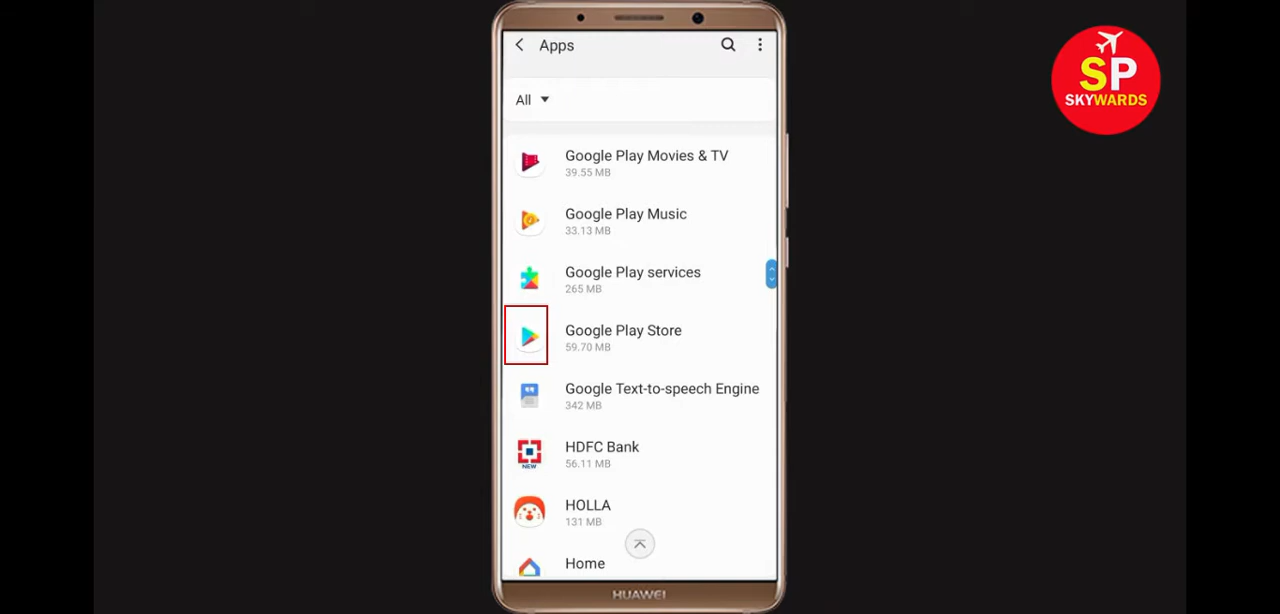 Apps
All
Google Play Movies & TV
39.55 MB
Google Play Music
33.13 MB
Google Play services
265 MB
Google Play Store
59.70 MB
Google Text-to-speech Engine
342 MB
HDFC Bank
56.11 MB
NEW
HOLLA
131 MB
Home
HUAWEI
SP
SKYWARDS